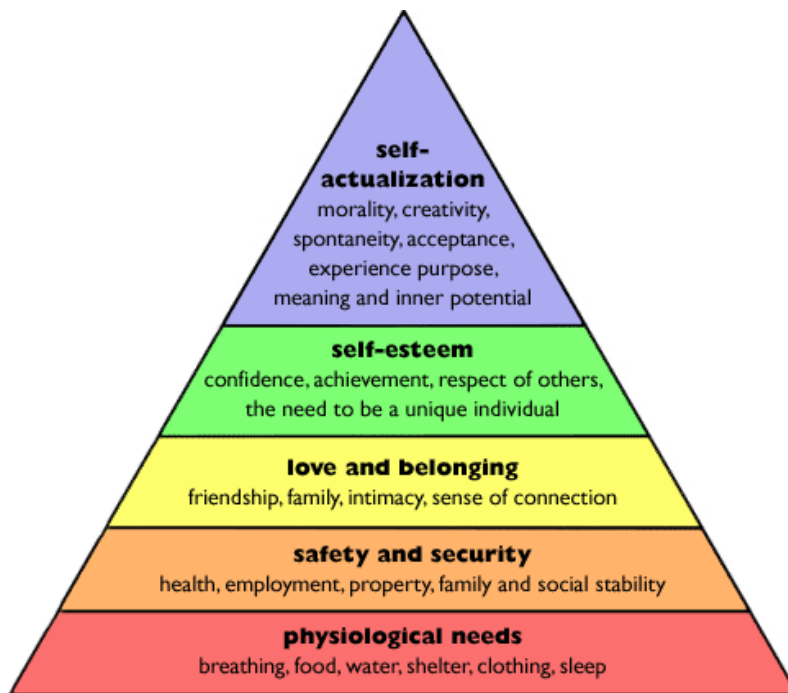 self-
actualization
morality, creativity,
spontaneity, acceptance,
experience purpose,
meaning and inner potential
self-esteem
confidence, achievement, respect of others,
the need to be a unique individual
love and belonging
friendship, family, intimacy, sense of connection
safety and security
health, employment, property, family and social stability
physiological needs
breathing, food, water, shelter, clothing, sleep